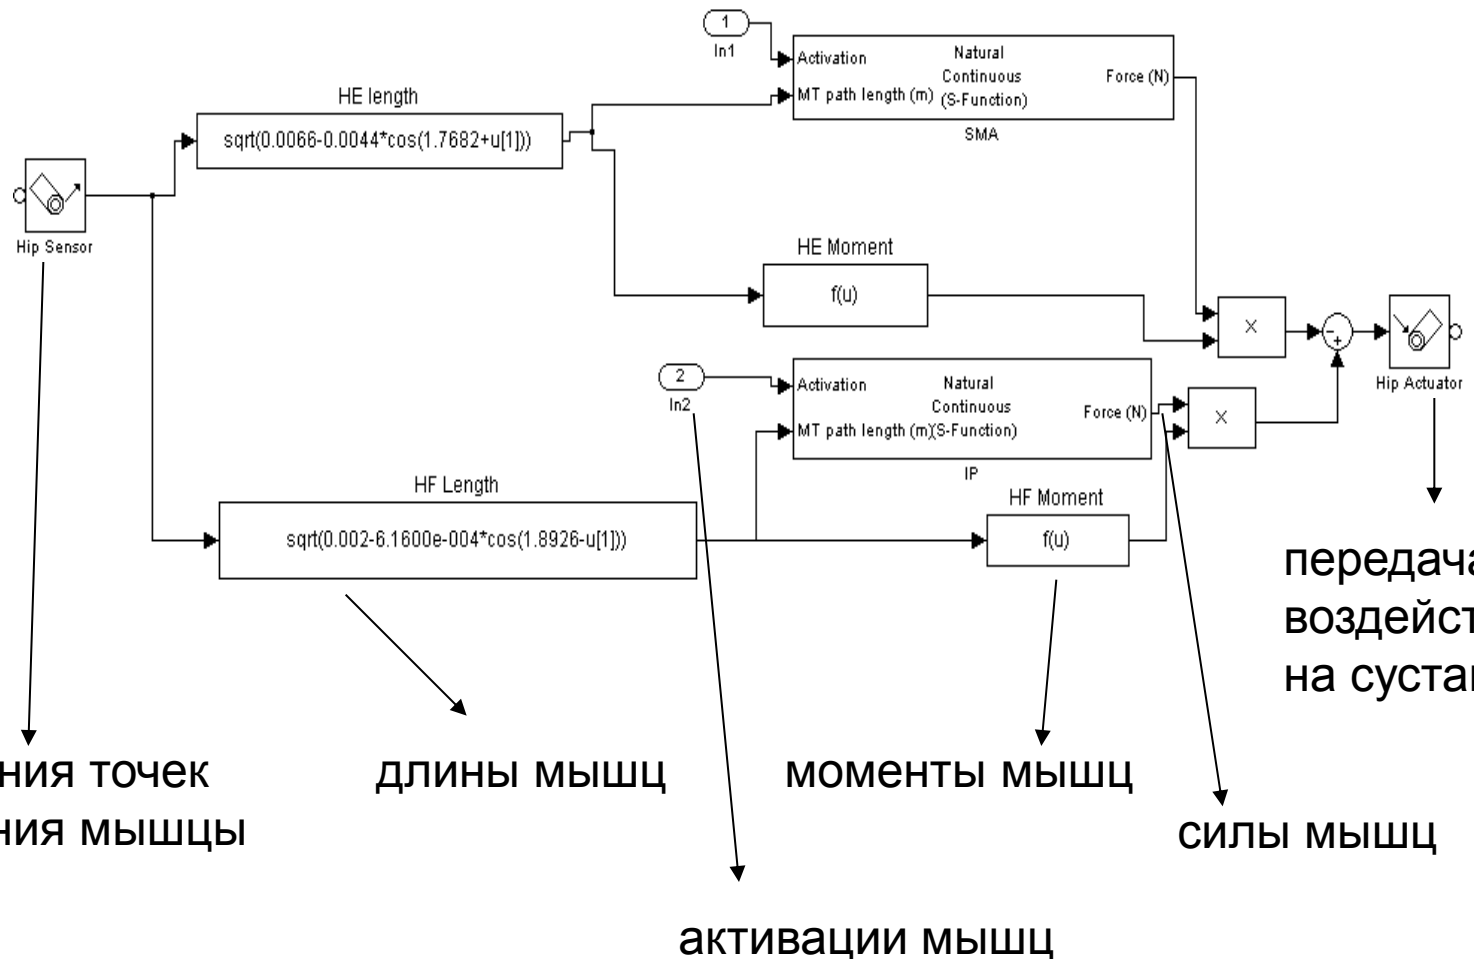 1
In1
Activation
MT path length (m)
Natural
Continuous
(S-Function)
Force (N)
SMA
HE length
sqrt(0.0066-0.0044*cos(1.7682+u[1]))
Hip Sensor
HE Moment
f(u)
X
-
+
Hip Actuator
2
In2
Activation
MT path length (m)
Natural
Continuous
(S-Function)
Force (N)
IP
X
HF Length
sqrt(0.002-6.1600e-004*cos(1.8926-u[1]))
HF Moment
f(u)
передача
воздейст
на сустав
ния точек
ния мышцы
длины мышц
моменты мышц
силы мышц
активации мышц